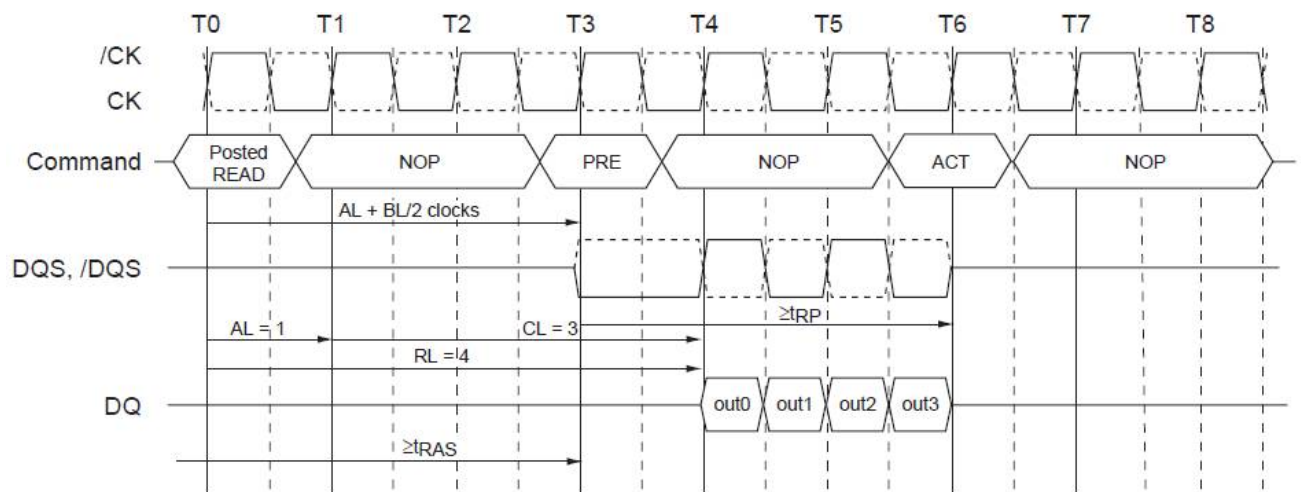 T0 T1 T2 T3 T4 T5 T6 T7 T8
/CK
CK
Command
Posted
READ
NOP
PRE
NOP
ACT
NOP
AL + BL/2 clocks
DQS, /DQS
≥tRP
AL = 1
CL = 3
RL = 4
DQ
out0 out1 out2 out3
≥tRAS